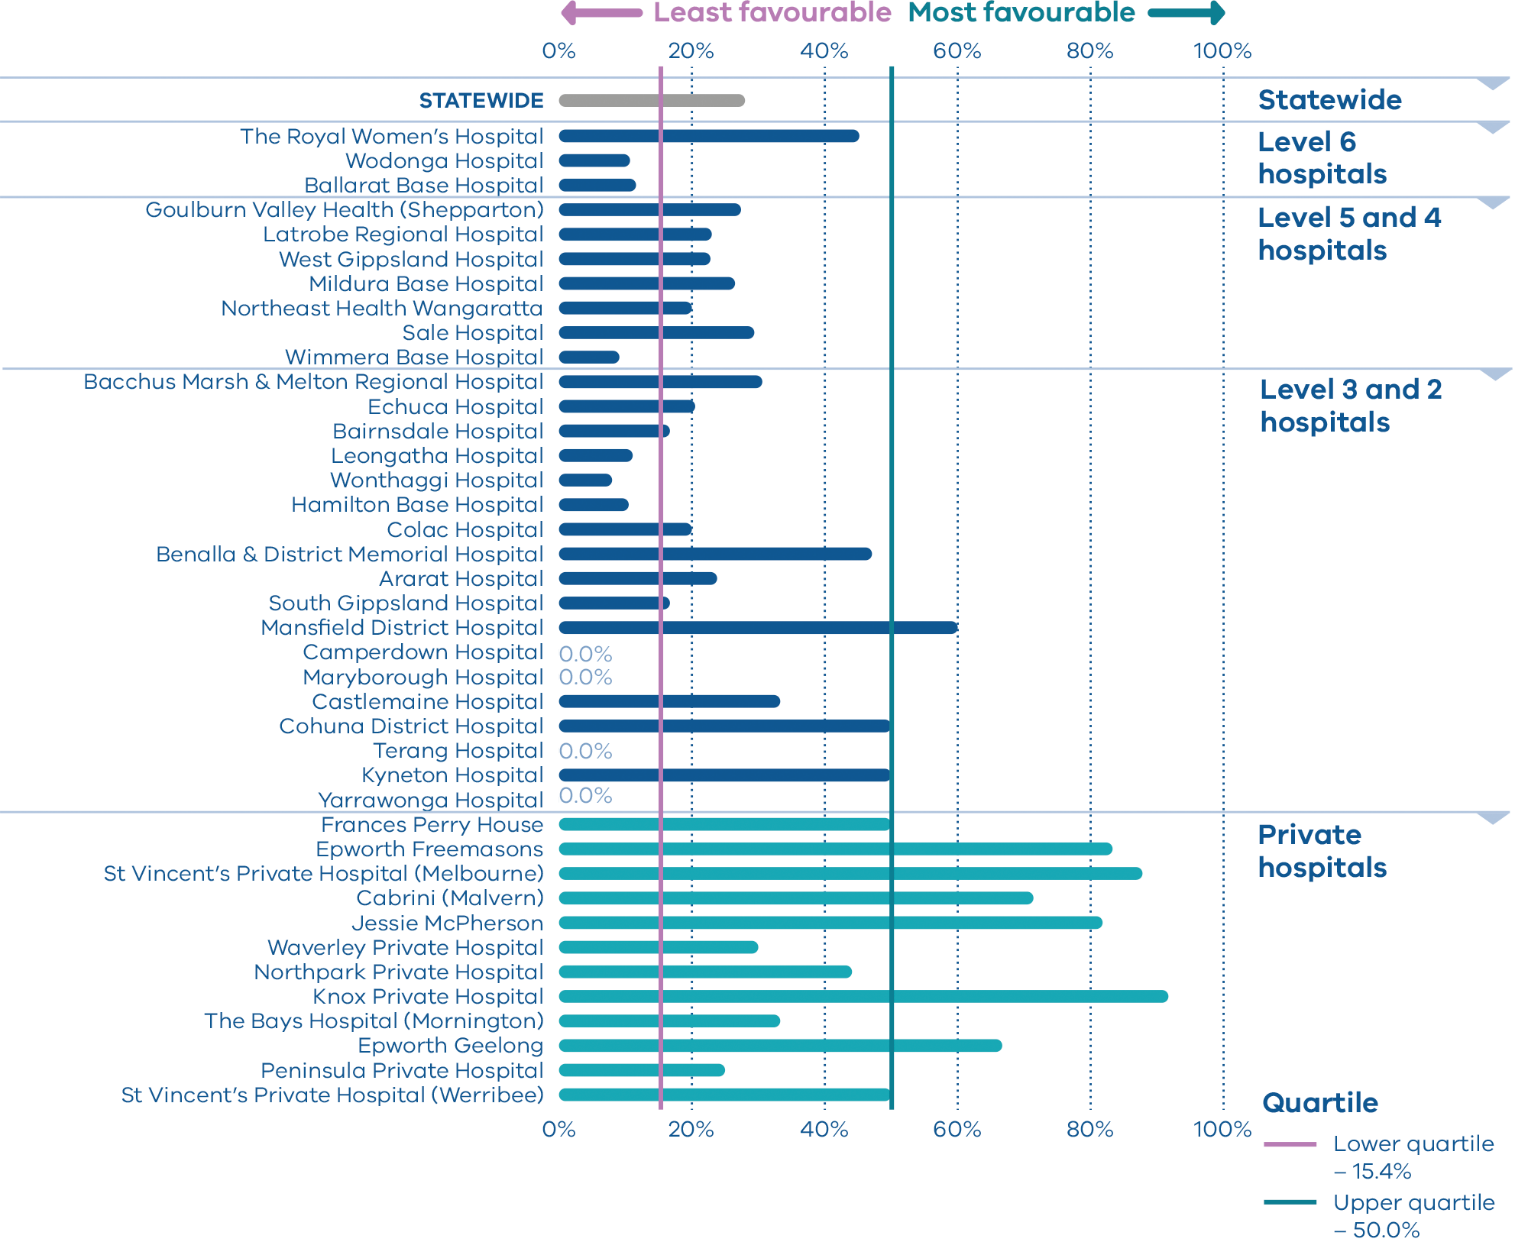 Least favourable Most favourable
0% 20% 40% 60% 80% 100%
STATEWIDE
Statewide
The Royal Women’s Hospital
Wodonga Hospital
Ballarat Base Hospital
Level 6
hospitals
Goulburn Valley Health (Shepparton)
Latrobe Regional Hospital
West Gippsland Hospital
Mildura Base Hospital
Northeast Health Wangaratta
Sale Hospital
Wimmera Base Hospital
Level 5 and 4
hospitals
Bacchus Marsh & Melton Regional Hospital
Echuca Hospital
Bairnsdale Hospital
Leongatha Hospital
Wonthaggi Hospital
Hamilton Base Hospital
Colac Hospital
Benalla & District Memorial Hospital
Ararat Hospital
South Gippsland Hospital
Mansfield District Hospital
Camperdown Hospital 0.0%
Maryborough Hospital 0.0%
Castlemaine Hospital
Cohuna District Hospital
Terang Hospital 0.0%
Kyneton Hospital
Yarrawonga Hospital 0.0%
Level 3 and 2
hospitals
Frances Perry House
Epworth Freemasons
St Vincent’s Private Hospital (Melbourne)
Cabrini (Malvern)
Jessie McPherson
Waverley Private Hospital
Northpark Private Hospital
Knox Private Hospital
The Bays Hospital (Mornington)
Epworth Geelong
Peninsula Private Hospital
St Vincent’s Private Hospital (Werribee)
Private
hospitals
0% 20% 40% 60% 80% 100%
Quartile
Lower quartile
– 15.4%
Upper quartile
– 50.0%